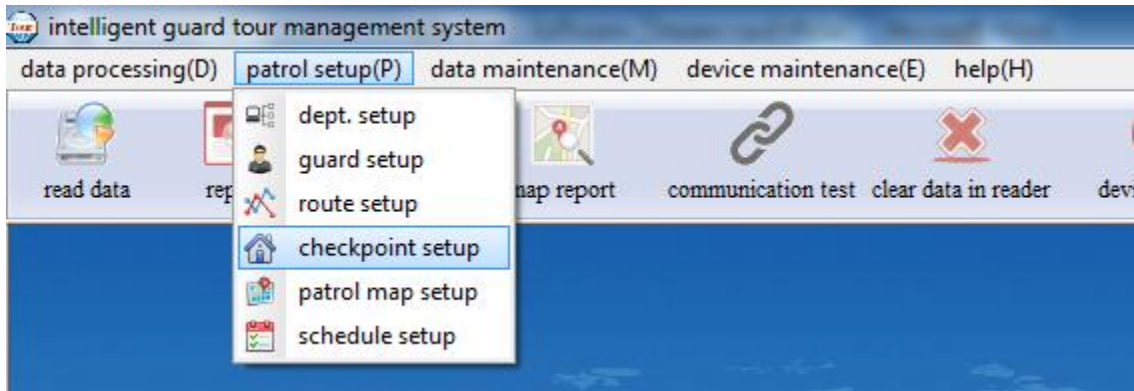 intelligent guard tour management system
data processing(D) patrol setup(P) data maintenance(M) device maintenance(E) help(H)
dept. setup
guard setup
read data map report communication test clear data in reader
route setup
checkpoint setup
patrol map setup
schedule setup